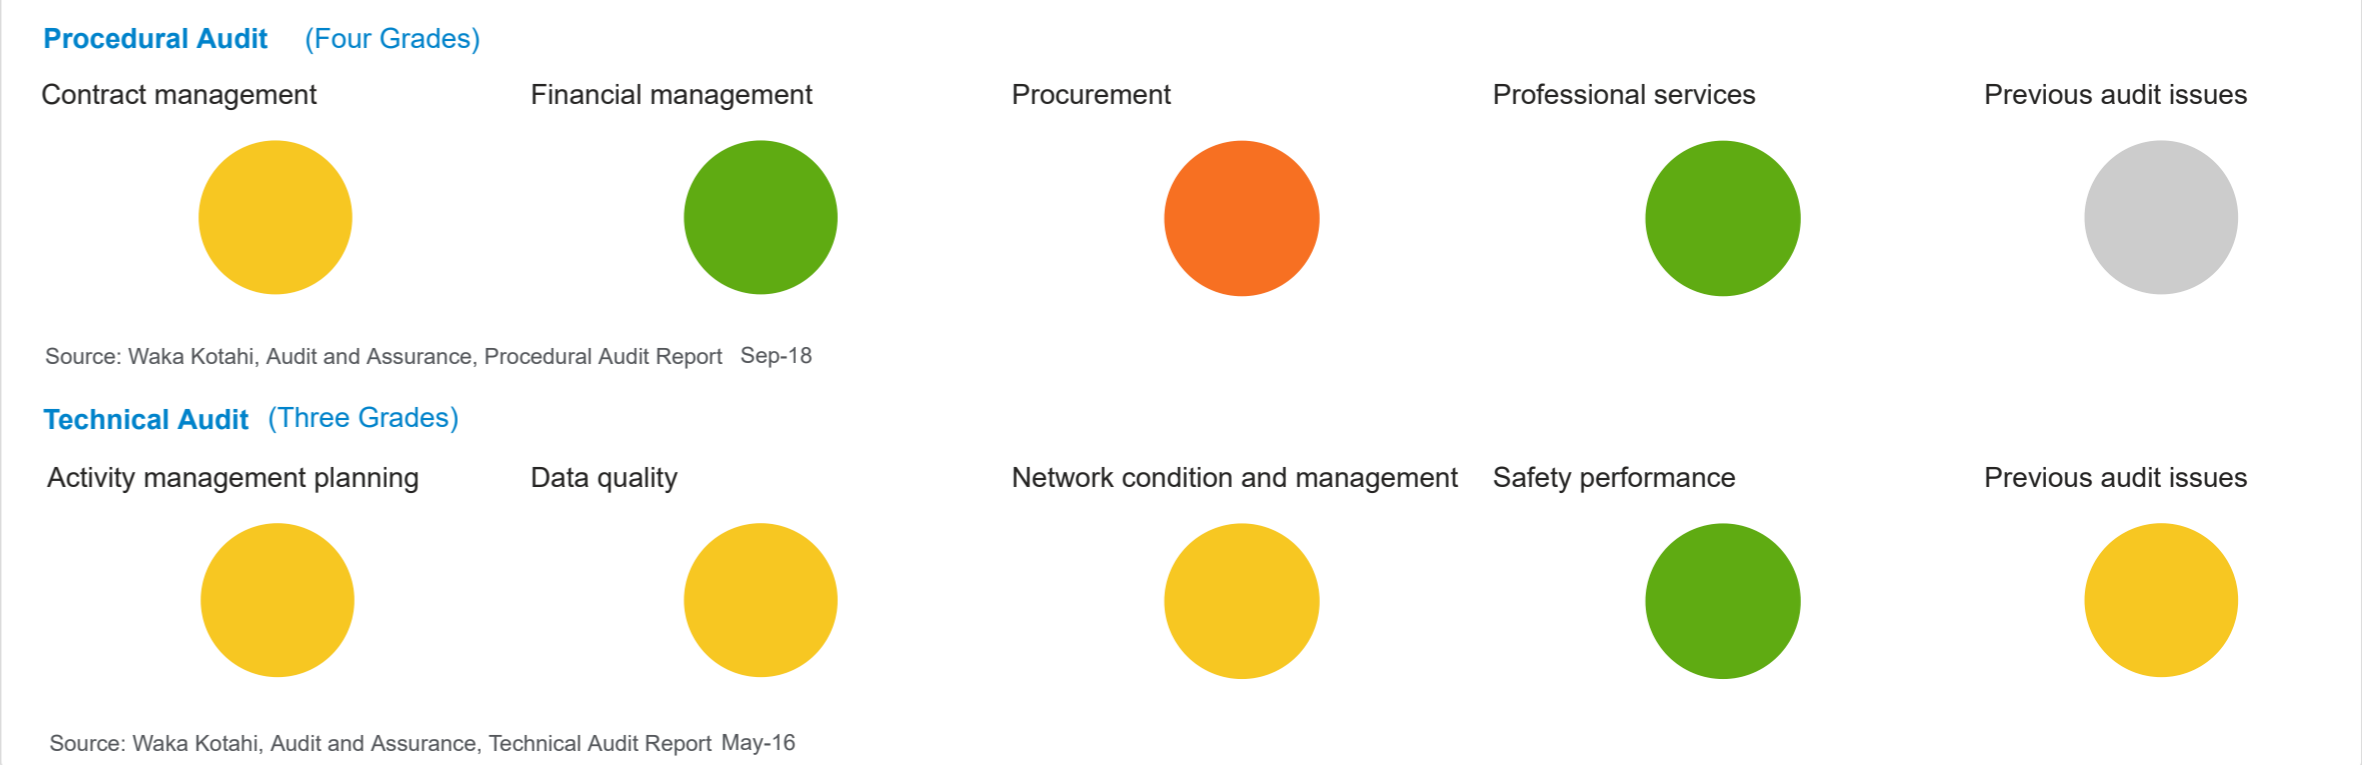 Procedural Audit (Four Grades)
Contract management
Financial management
Procurement
Professional services
Previous audit issues
Source: Waka Kotahi, Audit and Assurance, Procedural Audit Report Sep-18
Technical Audit (Three Grades)
Activity management planning
Data quality
Network condition and management
Safety performance
Previous audit issues
Source: Waka Kotahi, Audit and Assurance, Technical Audit Report May-16